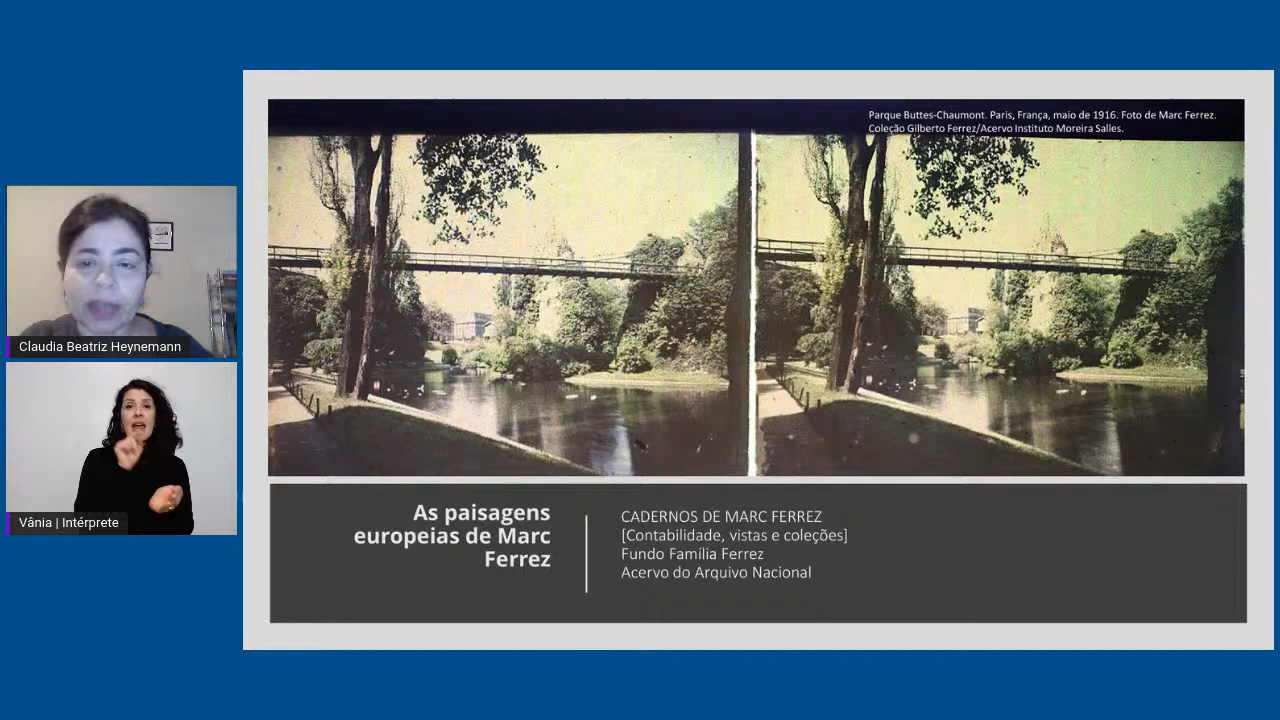 Parque Buttes-Chaumont. Paris, França, maio de 1916. Foto de Marc Ferrez.
Coleção Gilberto Ferrez/Acervo Instituto Moreira Salles.
Claudia Beatriz Heynemann
Vânia | Intérprete
As paisagens
europeias de Marc
Ferrez
CADERNOS DE MARC FERREZ
[Contabilidade, vistas e coleções]
Fundo Família Ferrez
Acervo do Arquivo Nacional